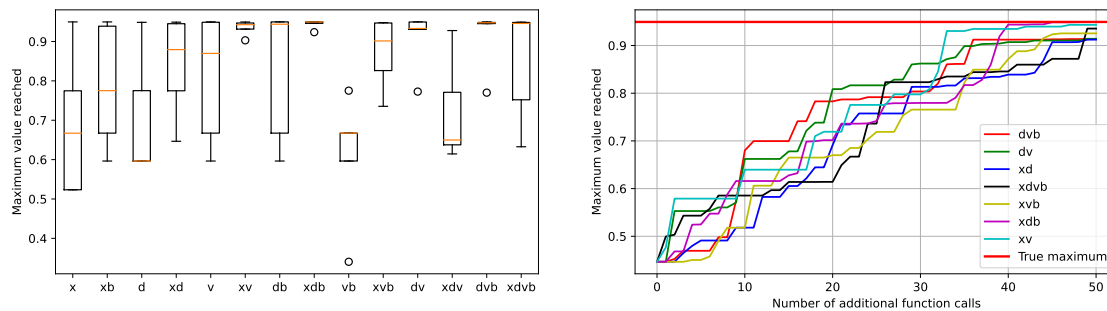 Maximum value reached
0.9
0.8
0.7
0.6
0.5
0.4
x xb d xd v xv db xdb vb xvb dv xdv dvb xdvb
Maximum value reached
0.9
0.8
0.7
0.6
0.5
0 10 20 30 40 50
Number of additional function calls
dvb
dv
xd
xdvb
xvb
xdb
xv
True maximum